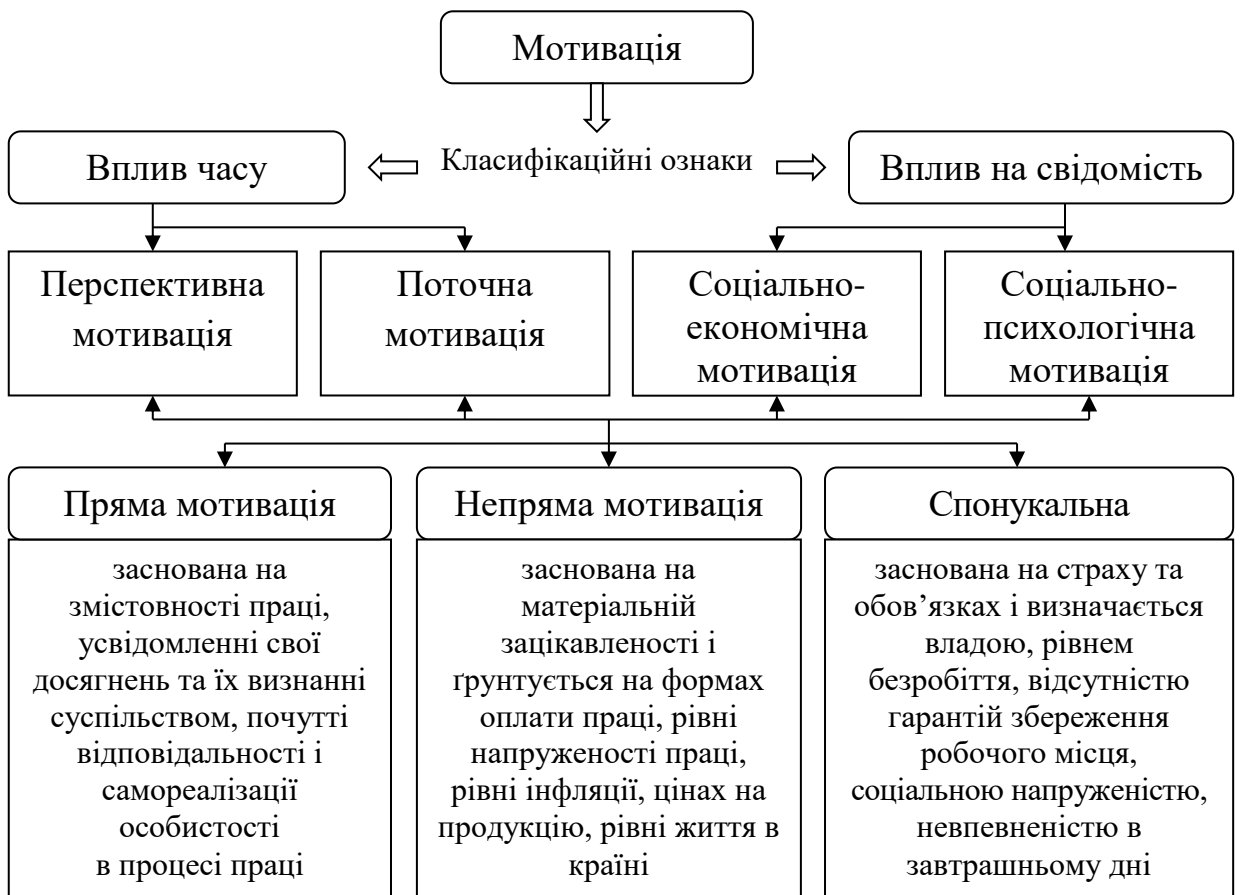 Мотивація
Класифікаційні ознаки
Вплив часу
Вплив на свідомість
Перспективна
мотивація
Поточна
мотивація
Соціально-
економічна
мотивація
Соціально-
психологічна
мотивація
Пряма мотивація
заснована на
змістовності праці,
усвідомленні свої
досягнень та їх визнанні
суспільством, почутті
відповідальності і
самореалізації
особистості
в процесі праці
Непряма мотивація
заснована на
матеріальній
зацікавленості і
ґрунтується на формах
оплати праці, рівні
напруженості праці,
рівні інфляції, цінах на
продукцію, рівні життя в
країні
Спонукальна
заснована на страху та
обов’язках і визначається
владою, рівнем
безробіття, відсутністю
гарантій збереження
робочого місця,
соціальною напруженістю,
невпевненістю в
завтрашньому дні